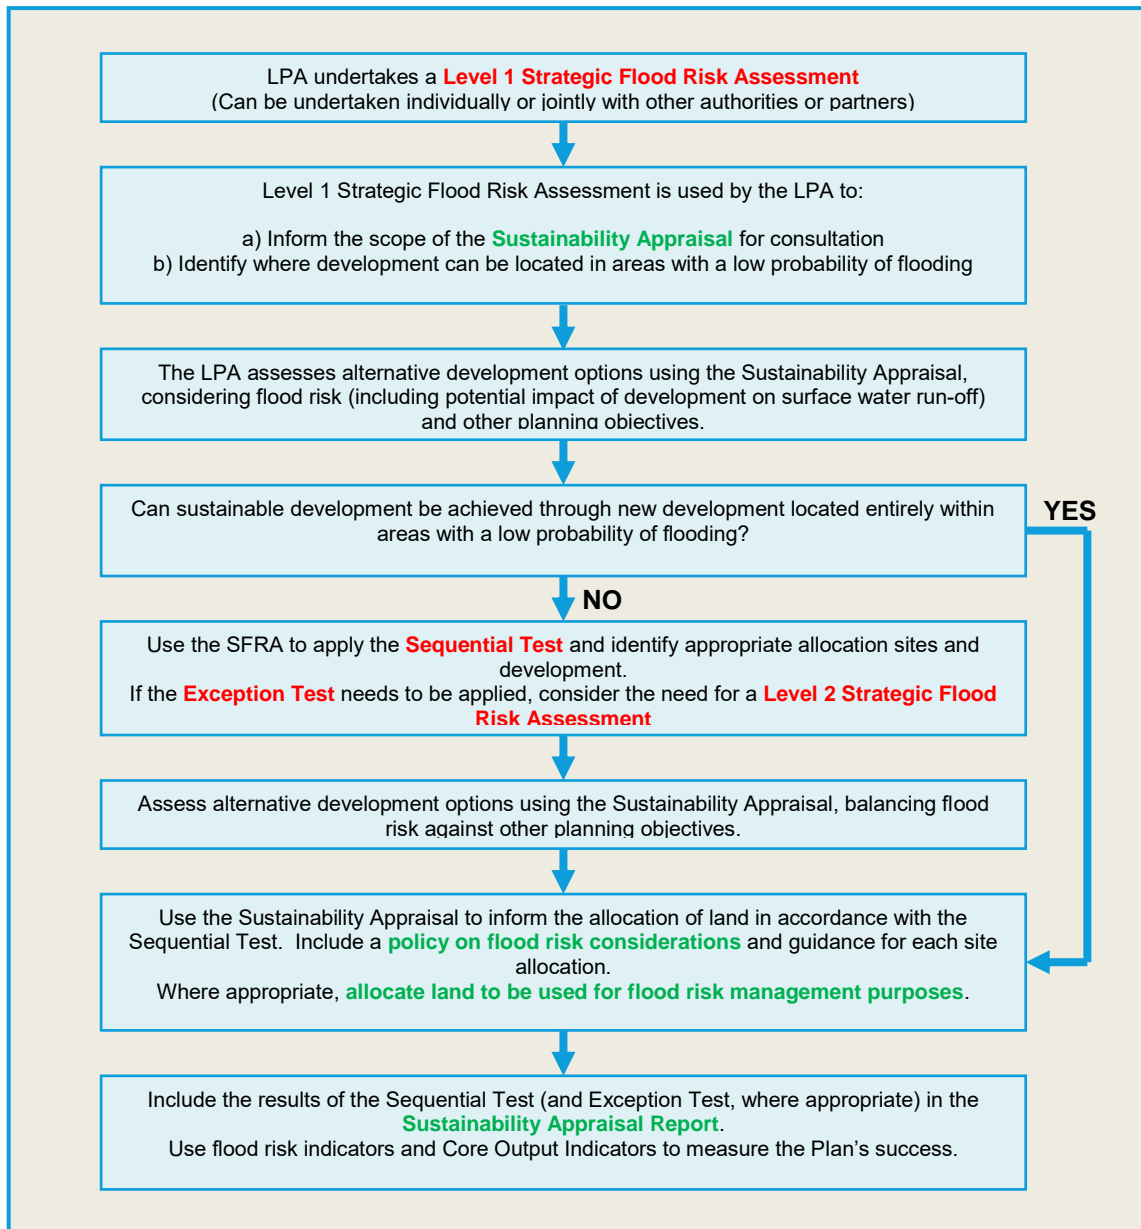 LPA undertakes a Level 1 Strategic Flood Risk Assessment
(Can be undertaken individually or jointly with other authorities or partners)
Level 1 Strategic Flood Risk Assessment is used by the LPA to:
a) Inform the scope of the Sustainability Appraisal for consultation
b) Identify where development can be located in areas with a low probability of flooding
The LPA assesses alternative development options using the Sustainability Appraisal,
considering flood risk (including potential impact of development on surface water run-off)
and other planning objectives.
Can sustainable development be achieved through new development located entirely within
areas with a low probability of flooding?
YES
NO
Use the SFRA to apply the Sequential Test and identify appropriate allocation sites and
development.
If the Exception Test needs to be applied, consider the need for a Level 2 Strategic Flood
Risk Assessment
Assess alternative development options using the Sustainability Appraisal, balancing flood
risk against other planning objectives.
Use the Sustainability Appraisal to inform the allocation of land in accordance with the
Sequential Test.  Include a policy on flood risk considerations and guidance for each site
allocation.
Where appropriate, allocate land to be used for flood risk management purposes.
Include the results of the Sequential Test (and Exception Test, where appropriate) in the
Sustainability Appraisal Report.
Use flood risk indicators and Core Output Indicators to measure the Plan’s success.